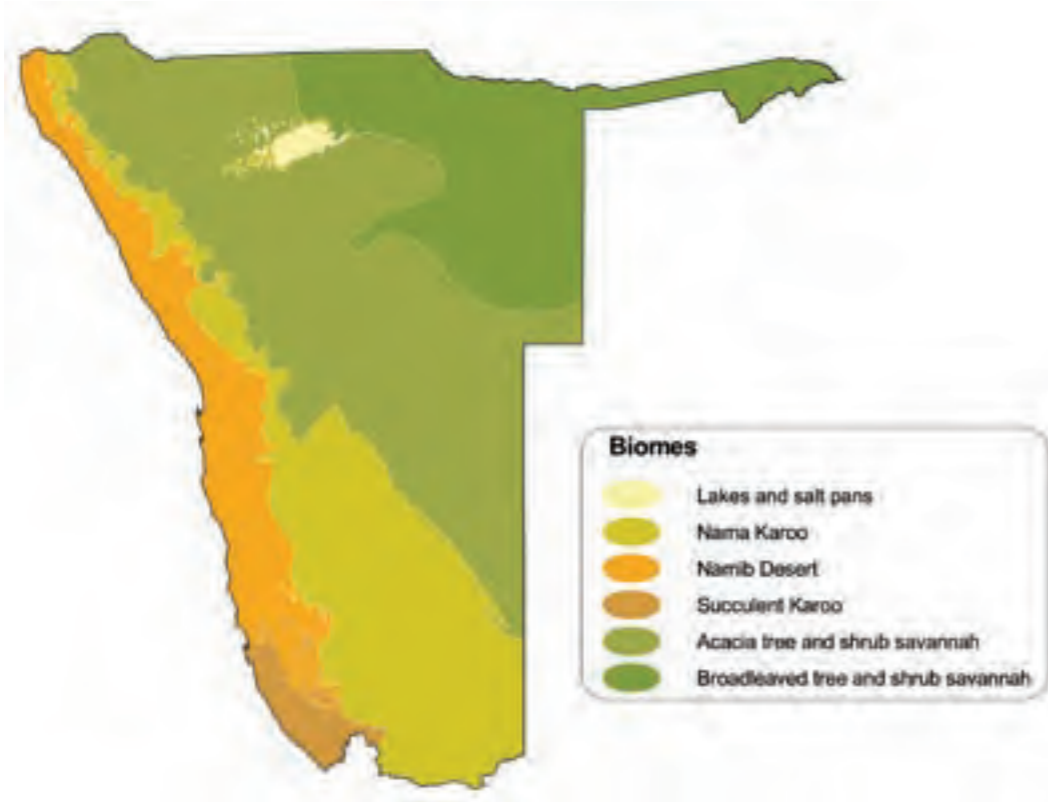 Biomes
Lakes and salt pans
Nama Karoo
Namib Desert
Succulent Karoo
Acacia tree and shrub savannah
Broadleaved tree and shrub savannah